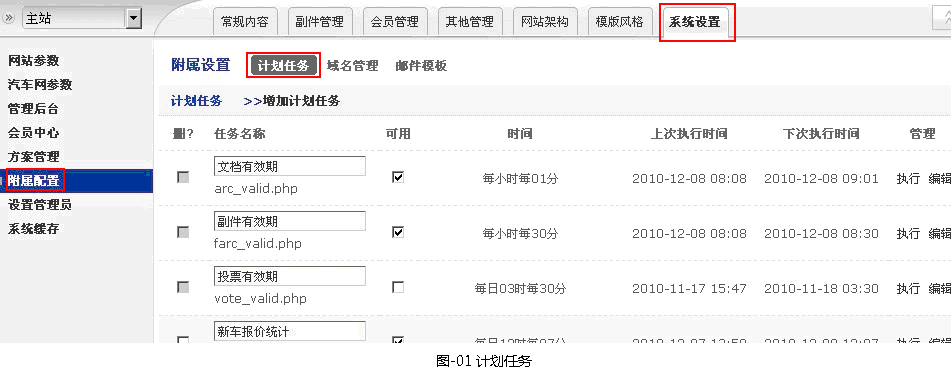 主站
常规内容 副件管理 会员管理 其他管理 网站架构 模版风格 系统设置
网站参数
汽车网参数
管理后台
会员中心
方案管理
附属配置
设置管理员
系统缓存
附属设置 计划任务 域名管理 邮件模板
计划任务 >>增加计划任务
删? 任务名称 可用 时间 上次执行时间 下次执行时间 管理
文档有效期
arc_valid.php 每小时每01分 2010-12-08 08:08 2010-12-08 09:01 执行 编辑
副件有效期
farc_valid.php 每小时每30分 2010-12-08 08:08 2010-12-08 08:30 执行 编辑
投票有效期
vote_valid.php 每日03时每30分 2010-11-17 15:47 2010-11-18 03:30 执行 编辑
新车报价统计
图-01 计划任务